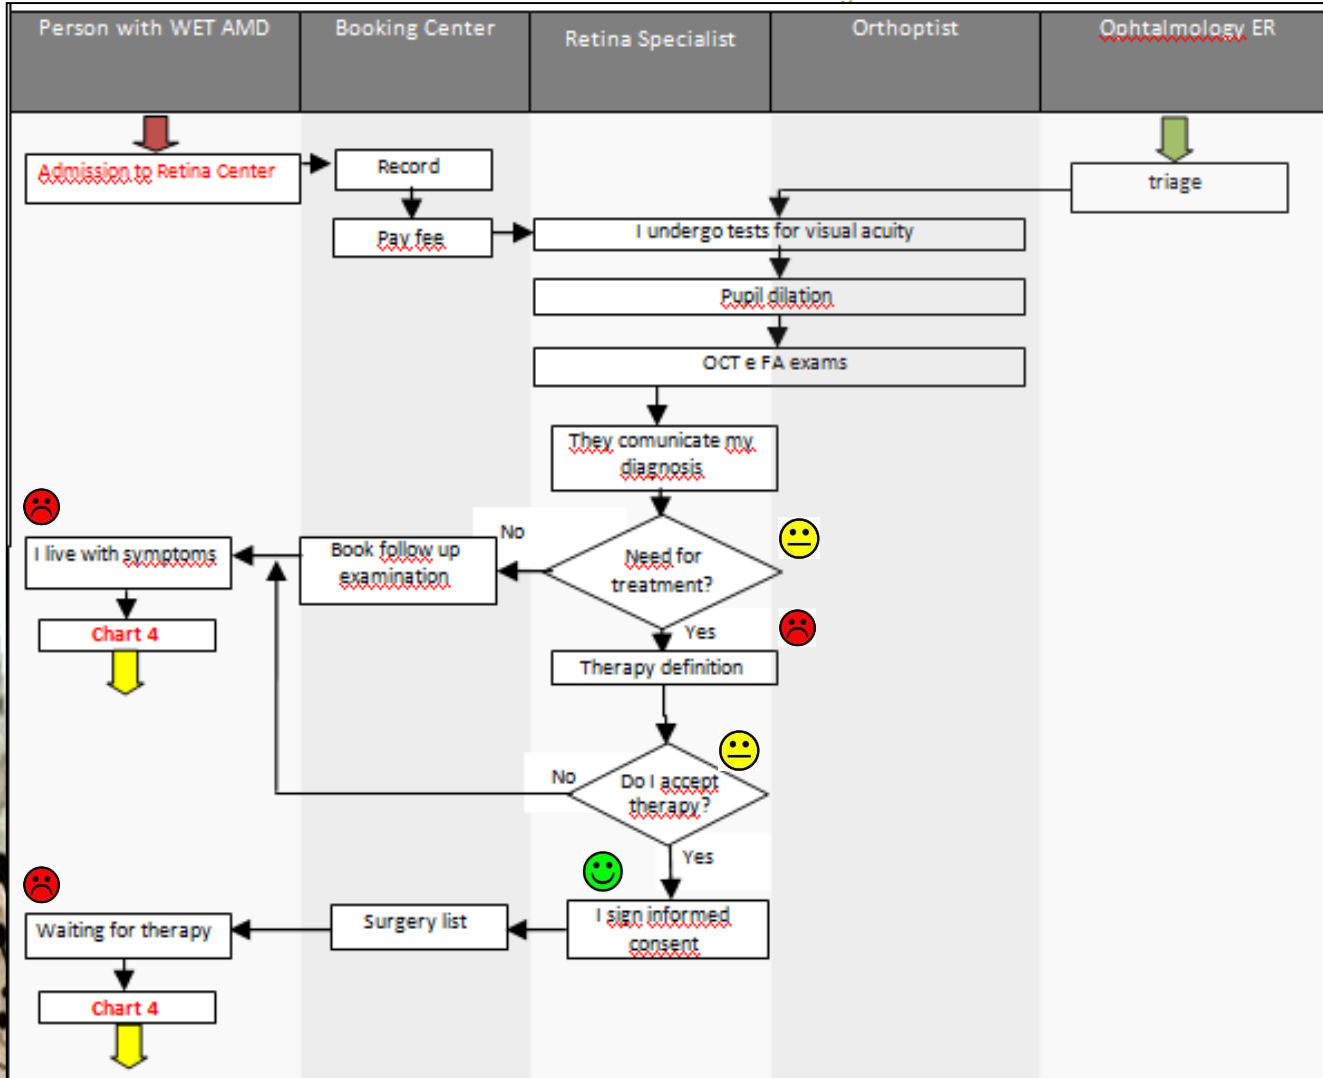 Person with WET AMD
Booking Center
Retina Specialist
Orthoptist
Ophtalmology ER
Admission to Retina Center
Record
triage
Pay fee
I undergo tests for visual acuity
Pupil dilation
OCT e FA exams
They comunicate my
diagnosis
No
I live with symptoms
Book follow up
examination
Need for
treatment?
Chart 4
Yes
Therapy definition
No
Do I accept
therapy?
Yes
Waiting for therapy
Surgery list
I sign informed
consent
Chart 4